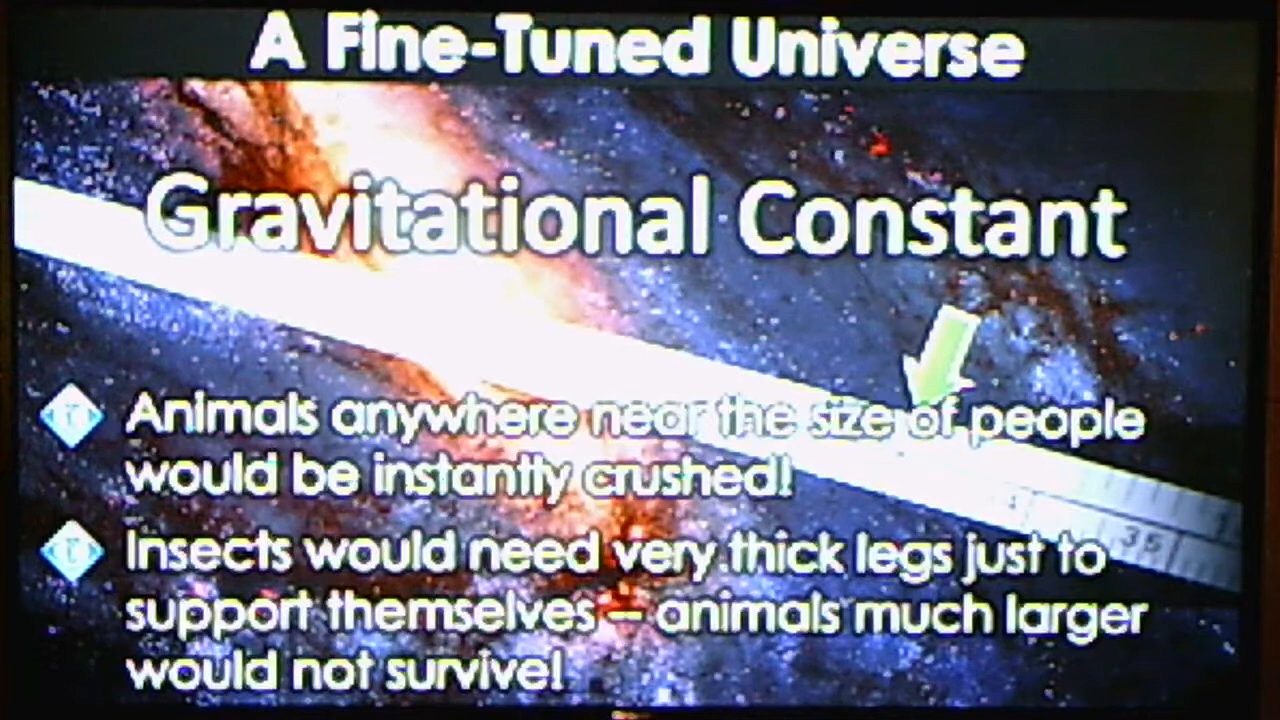 A Fine-Tuned Universe
Gravitational Constant
Animals anywhere near the size of people
would be instantly crushed!
Insects would need very thick legs just to
support themselves – animals much larger
would not survive!
35